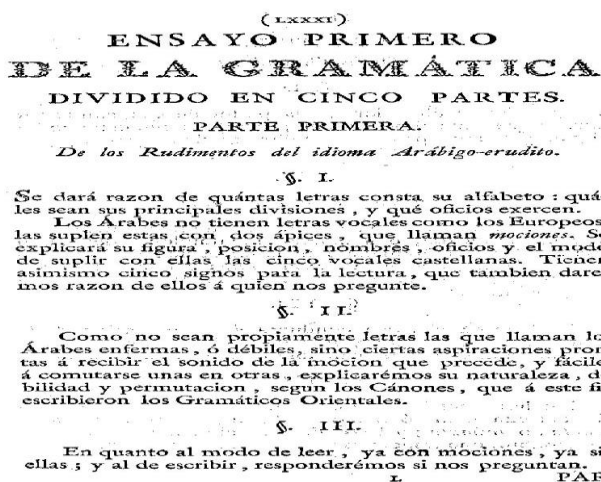 (LXXXI)
ENSAYO PRIMERO
DE LA GRAMÁTICA
DIVIDIDO EN CINCO PARTES.
PARTE PRIMERA.
De los Rudimentos del idioma Arábigo-erudito.
§. I.
Se dará razon de quántas letras consta su alfabeto : quá
les sean sus principales divisiones , y qué oficios exercen.
Los Árabes no tienen letras vocales como los Europeos
las suplen estas con dos ápices , que llaman mociones. Se
explicará su figura , posicion , nombres , oficios y el modo
de suplir con ellas las cinco vocales castellanas. Tienen
asimismo cinco signos para la lectura, que tambien dare
mos razon de ellos á quien nos pregunte.
§. II.
Como no sean propiamente letras las que llaman lo
Árabes enfermas, ó débiles, sino ciertas aspiraciones pron
tas á recibir el sonido de la mocion que precede, y fácile
á comutarse unas en otras , explicarémos su naturaleza , d
bilidad y permutacion , segun los Cánones, que á este fi
escribieron los Gramáticos Orientales.
§. III.
En quanto al modo de leer , ya con mociones , ya si
ellas ; y al de escribir , responderémos si nos preguntan.
L PAR